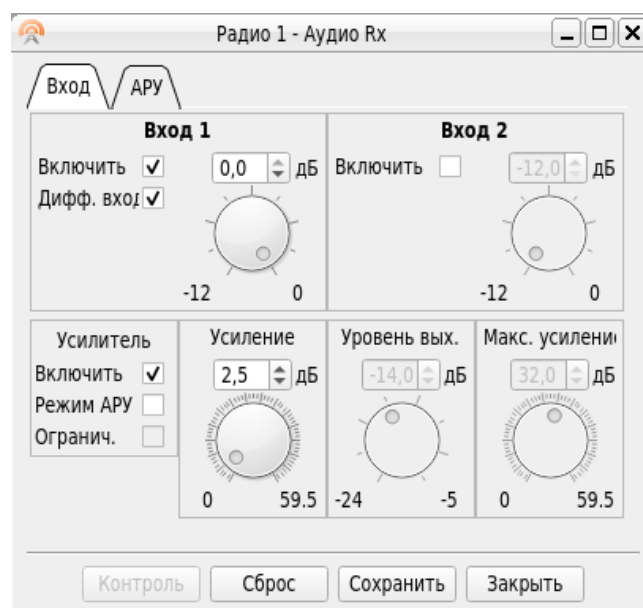 Радио 1 - Аудио Rx
Вход АРУ
Вход 1
Включить 0,0 дБ
Дифф. вход
-12 0
Вход 2
Включить -12,0 дБ
-12 0
Усилитель
Включить
Режим АРУ
Огранич.
Усиление
2,5 дБ
0 59.5
Уровень вых.
-14,0 дБ
-24 -5
Макс. усилени
32,0 дБ
0 59.5
Контроль Сброс Сохранить Закрыть